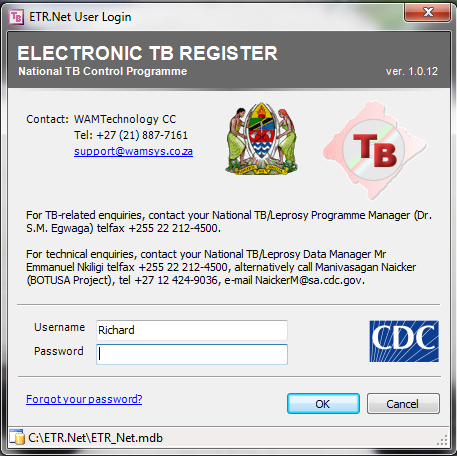 ETR.Net User Login
ELECTRONIC TB REGISTER
National TB Control Programme
ver. 1.0.12
Contact: WAMTechnology CC
Tel: +27 (21) 887-7161
support@wamsys.co.za
TB
For TB-related enquiries, contact your National TB/Leprosy Programme Manager (Dr.
S.M. Egwaga) telfax +255 22 212-4500.
For technical enquiries, contact your National TB/Leprosy Data Manager Mr
Emmanuel Nkiligi telfax +255 22 212-4500, alternatively call Manivasagan Naicker
(BOTUSA Project), tel +27 12 424-9036, e-mail NaickerM@sa.cdc.gov.
Username Richard
Password
CDC
Forgot your password?
OK
Cancel
C:\ETR.Net\ETR_Net.mdb